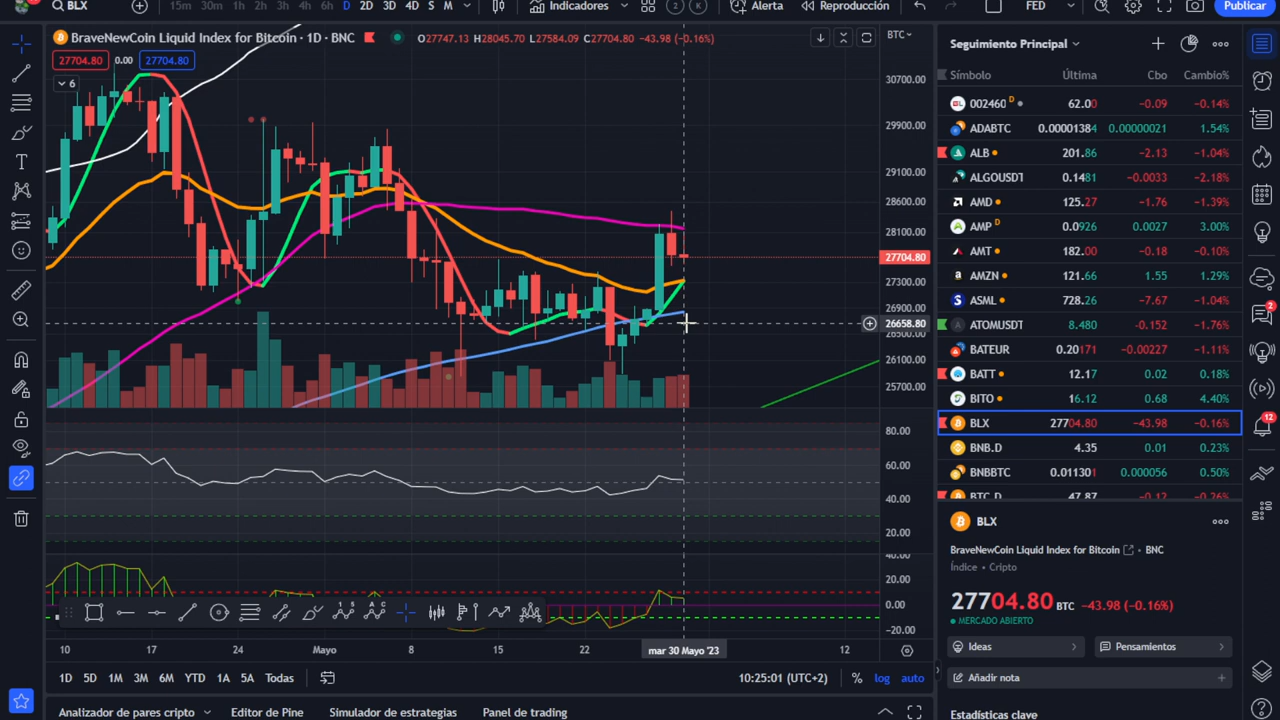 BLX
15m 30m 1h 2h 3h 4h 6h D 2D 3D 4D S M
Indicadores
2 K
Alerta
Reproducción
FED
Publicar
BraveNewCoin Liquid Index for Bitcoin · 1D · BNC
O27747.13 H28045.70 L27584.09 C27704.80 −43.98 (−0.16%)
27704.80 0.00 27704.80
6
BTC
30700.00
29900.00
29100.00
28600.00
28100.00
27704.80
27300.00
26900.00
26658.80
26500.00
26100.00
25700.00
80.00
60.00
40.00
20.00
40.00
20.00
0.00
−20.00
10 17 24 Mayo 8 15 22 mar 30 Mayo '23 12
1D 5D 1M 3M 6M YTD 1A 5A Todas
10:25:01 (UTC+2) % log auto
Analizador de pares cripto Editor de Pine Simulador de estrategias Panel de trading
Seguimiento Principal
Símbolo Última Cbo Cambio%
002460 D 62.00 −0.09 −0.14%
ADABTC 0.00001384 0.00000021 1.54%
ALB 201.86 −2.13 −1.04%
ALGOUSDT 0.1481 −0.0033 −2.18%
AMD 125.27 −1.76 −1.39%
AMP D 0.0926 0.0027 3.00%
AMT 182.00 −0.18 −0.10%
AMZN 121.66 1.55 1.29%
ASML 728.26 −7.67 −1.04%
ATOMUSDT 8.480 −0.152 −1.76%
BATEUR 0.20171 −0.00227 −1.11%
BATT 12.17 0.02 0.18%
BITO 16.12 0.68 4.40%
BLX 27704.80 −43.98 −0.16%
BNB.D 4.35 0.01 0.23%
BNBBTC 0.011301 0.000056 0.50%
BTC.D 47.87 −0.12 −0.26%
BLX
BraveNewCoin Liquid Index for Bitcoin • BNC
Índice • Cripto
27704.80 BTC −43.98 (−0.16%)
MERCADO ABIERTO
Ideas
Pensamientos
Añadir nota
Estadísticas clave
2
12